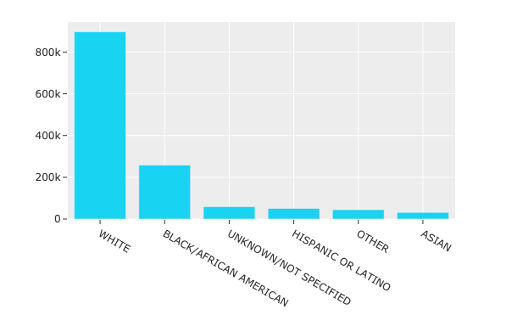 800k
600k
400k
200k
0
WHITE
BLACK/AFRICAN AMERICAN
UNKNOWN/NOT SPECIFIED
HISPANIC OR LATINO
OTHER
ASIAN